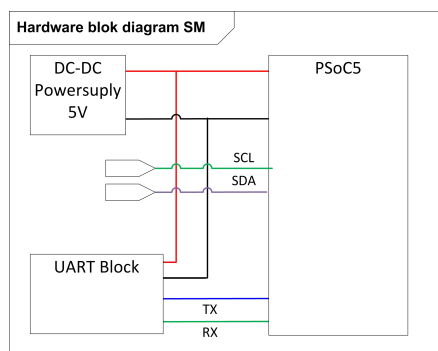 Hardware blok diagram SM
DC-DC
Powersuply
5V
PSoC5
SCL
SDA
UART Block
TX
RX